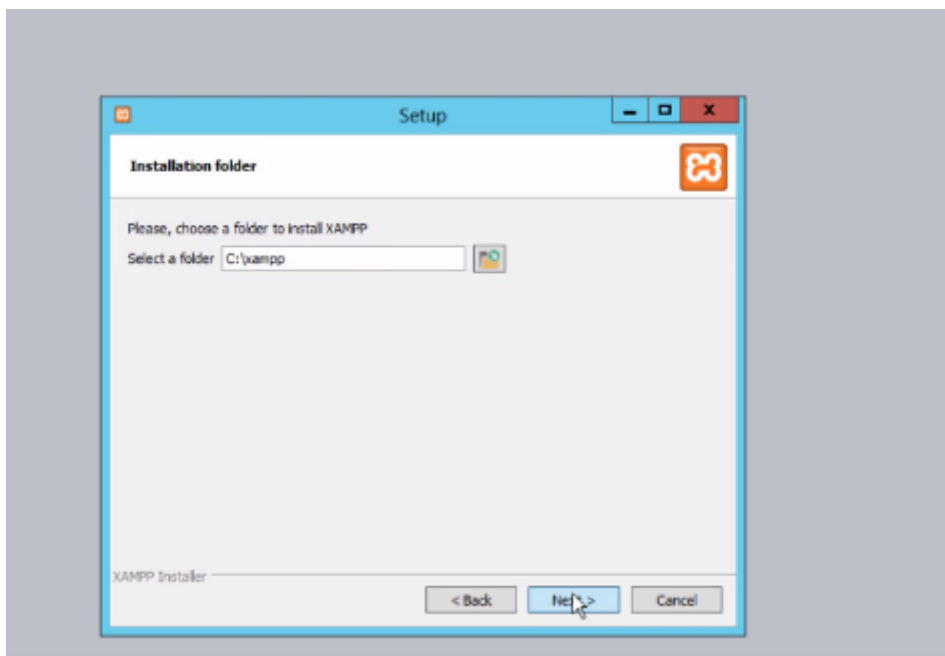 Setup
Installation folder
Please, choose a folder to install XAMPP
Select a folder C:\xampp
XAMPP Installer
< Back Next > Cancel